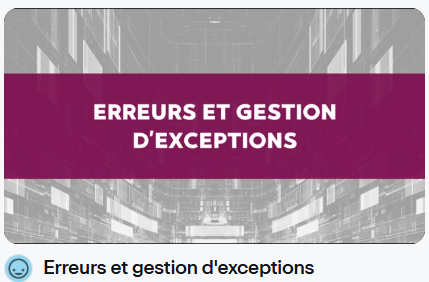 ERREURS ET GESTION
D'EXCEPTIONS
Erreurs et gestion d'exceptions